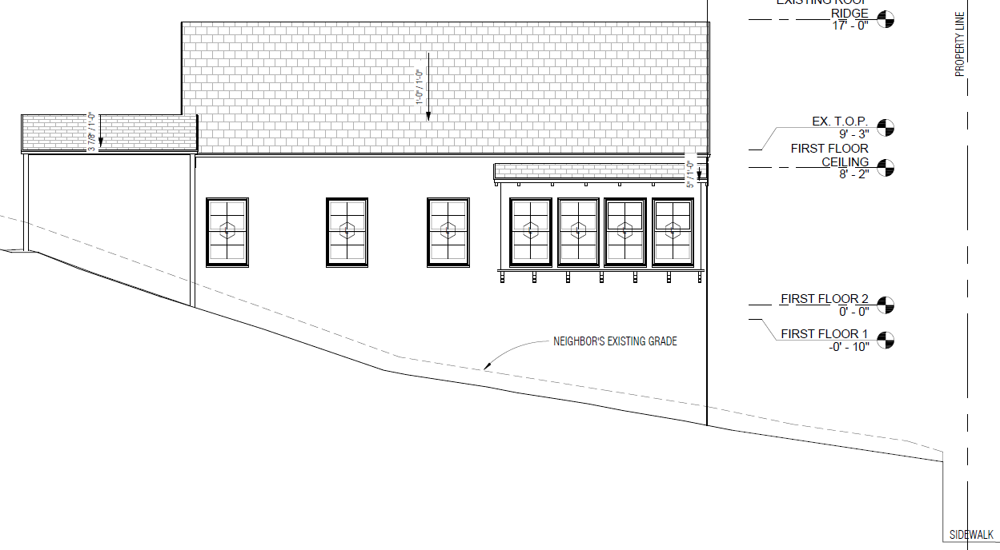 EXISTING ROOF
RIDGE
17' - 0"
PROPERTY LINE
1'-0" / 1'-0"
3 7/8" / 1'-0"
EX. T.O.P.
9' - 3"
FIRST FLOOR
CEILING
8' - 2"
5" / 1'-0"
L
L
L
L
L
L
L
FIRST FLOOR 2
0' - 0"
FIRST FLOOR 1
-0' - 10"
NEIGHBOR'S EXISTING GRADE
SIDEWALK